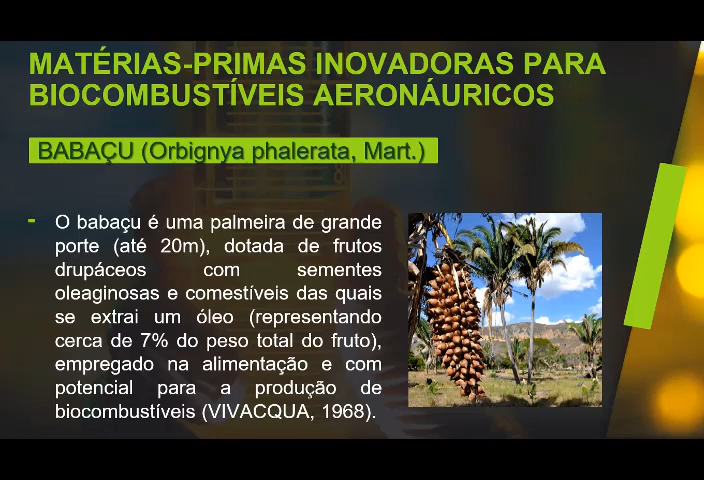 MATÉRIAS-PRIMAS INOVADORAS PARA
BIOCOMBUSTÍVEIS AERONÁURICOS
BABAÇU (Orbignya phalerata, Mart.)
- O babaçu é uma palmeira de grande
porte (até 20m), dotada de frutos
drupáceos com sementes
oleaginosas e comestíveis das quais
se extrai um óleo (representando
cerca de 7% do peso total do fruto),
empregado na alimentação e com
potencial para a produção de
biocombustíveis (VIVACQUA, 1968).